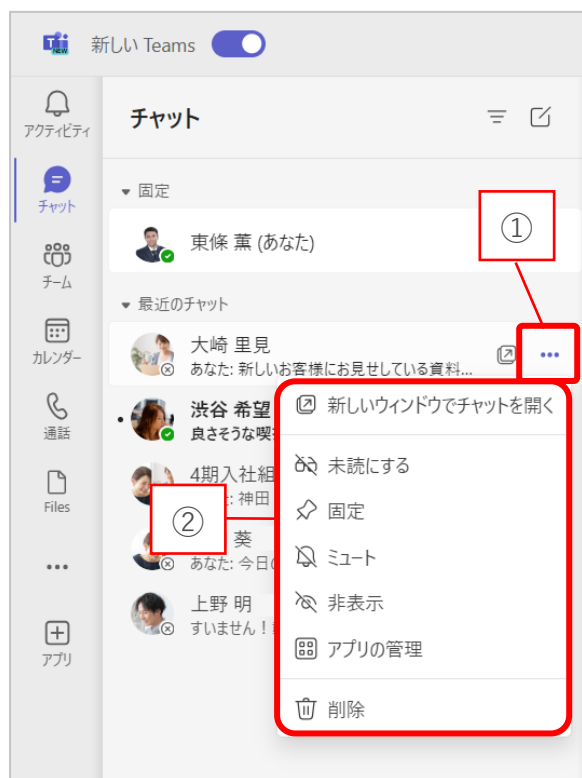 新しい Teams
アクティビティ
チャット
チーム
カレンダー
通話
Files
アプリ
チャット
固定
①
東條 薫 (あなた)
最近のチャット
大崎 里見
あなた: 新しいお客様にお見せしている資料...
渋谷 希望
良さそうな喫
4期入社組
: 神田
②
葵
あなた: 今日の
上野 明
すいません!
新しいウィンドウでチャットを開く
未読にする
固定
ミュート
非表示
アプリの管理
削除